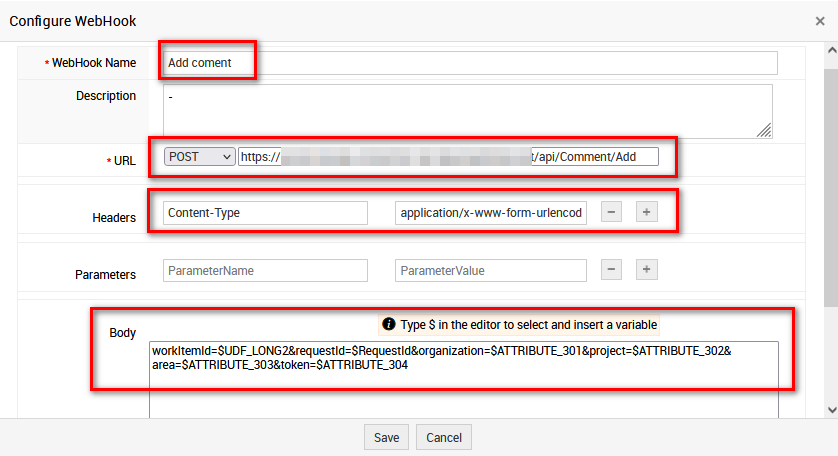 Configure WebHook ×
* WebHook Name Add coment
Description -
* URL POST https:// /api/Comment/Add
Headers Content-Type application/x-www-form-urlencod − +
Parameters ParameterName ParameterValue − +
Type $ in the editor to select and insert a variable
Body
workItemId=$UDF_LONG2&requestId=$RequestId&organization=$ATTRIBUTE_301&project=$ATTRIBUTE_302&
area=$ATTRIBUTE_303&token=$ATTRIBUTE_304
Save Cancel